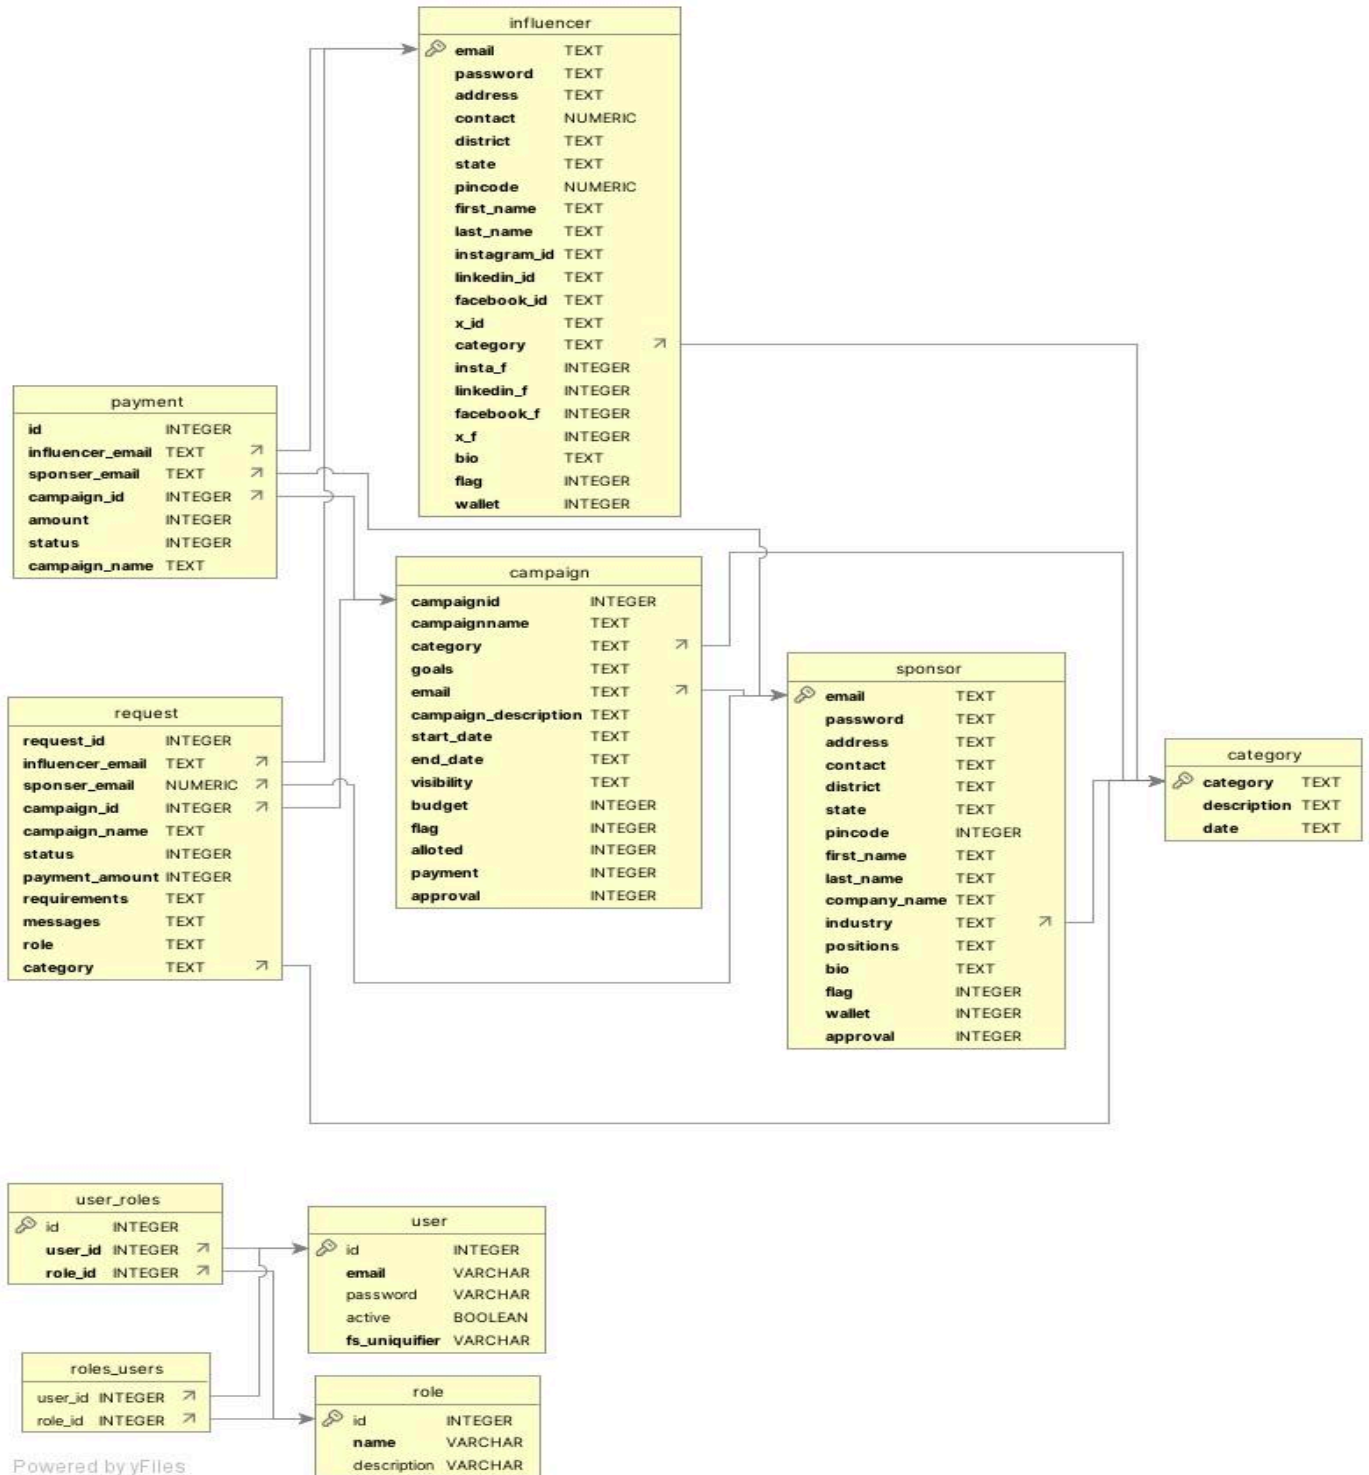 influencer
email TEXT
password TEXT
address TEXT
contact NUMERIC
district TEXT
state TEXT
pincode NUMERIC
first_name TEXT
last_name TEXT
instagram_id TEXT
linkedin_id TEXT
facebook_id TEXT
x_id TEXT
category TEXT
insta_f INTEGER
linkedin_f INTEGER
facebook_f INTEGER
x_f INTEGER
bio TEXT
flag INTEGER
wallet INTEGER
payment
id INTEGER
influencer_email TEXT
sponser_email TEXT
campaign_id INTEGER
amount INTEGER
status INTEGER
campaign_name TEXT
campaign
campaignid INTEGER
campaignname TEXT
category TEXT
goals TEXT
email TEXT
campaign_description TEXT
start_date TEXT
end_date TEXT
visibility TEXT
budget INTEGER
flag INTEGER
alloted INTEGER
payment INTEGER
approval INTEGER
sponsor
email TEXT
password TEXT
address TEXT
contact TEXT
district TEXT
state TEXT
pincode INTEGER
first_name TEXT
last_name TEXT
company_name TEXT
industry TEXT
positions TEXT
bio TEXT
flag INTEGER
wallet INTEGER
approval INTEGER
category
category TEXT
description TEXT
date TEXT
request
request_id INTEGER
influencer_email TEXT
sponser_email NUMERIC
campaign_id INTEGER
campaign_name TEXT
status INTEGER
payment_amount INTEGER
requirements TEXT
messages TEXT
role TEXT
category TEXT
user_roles
id INTEGER
user_id INTEGER
role_id INTEGER
user
id INTEGER
email VARCHAR
password VARCHAR
active BOOLEAN
fs_uniquifier VARCHAR
roles_users
user_id INTEGER
role_id INTEGER
role
id INTEGER
name VARCHAR
description VARCHAR
Powered by yFiles